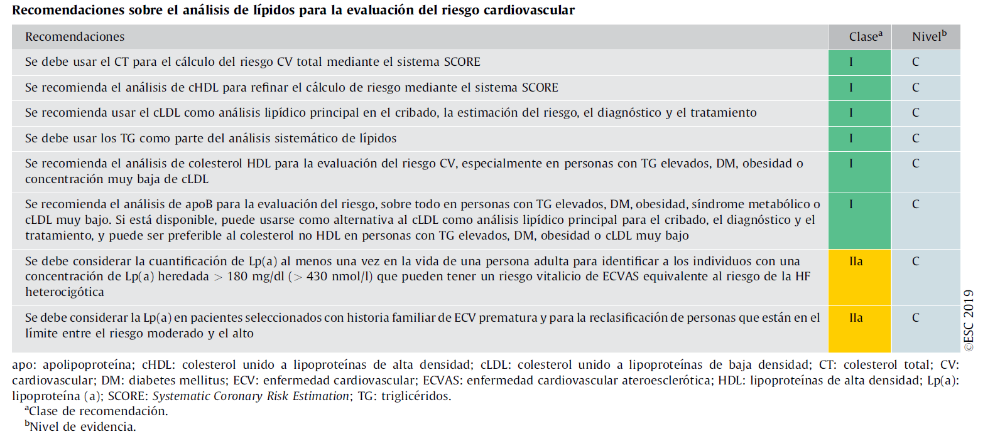 Recomendaciones sobre el análisis de lípidos para la evaluación del riesgo cardiovascular
Recomendaciones Claseᵃ Nivelᵇ
Se debe usar el CT para el cálculo del riesgo CV total mediante el sistema SCORE I C
Se recomienda el análisis de cHDL para refinar el cálculo de riesgo mediante el sistema SCORE I C
Se recomienda usar el cLDL como análisis lipídico principal en el cribado, la estimación del riesgo, el diagnóstico y el tratamiento I C
Se debe usar los TG como parte del análisis sistemático de lípidos I C
Se recomienda el análisis de colesterol HDL para la evaluación del riesgo CV, especialmente en personas con TG elevados, DM, obesidad o I C
concentración muy baja de cLDL
Se recomienda el análisis de apoB para la evaluación del riesgo, sobre todo en personas con TG elevados, DM, obesidad, síndrome metabólico o I C
cLDL muy bajo. Si está disponible, puede usarse como alternativa al cLDL como análisis lipídico principal para el cribado, el diagnóstico y el
tratamiento, y puede ser preferible al colesterol no HDL en personas con TG elevados, DM, obesidad o cLDL muy bajo
Se debe considerar la cuantificación de Lp(a) al menos una vez en la vida de una persona adulta para identificar a los individuos con una IIa C
concentración de Lp(a) heredada > 180 mg/dl (> 430 nmol/l) que pueden tener un riesgo vitalicio de ECVAS equivalente al riesgo de la HF
heterocigótica
Se debe considerar la Lp(a) en pacientes seleccionados con historia familiar de ECV prematura y para la reclasificación de personas que están en el IIa C
límite entre el riesgo moderado y el alto
©ESC 2019
apo: apolipoproteína; cHDL: colesterol unido a lipoproteínas de alta densidad; cLDL: colesterol unido a lipoproteínas de baja densidad; CT: colesterol total; CV:
cardiovascular; DM: diabetes mellitus; ECV: enfermedad cardiovascular; ECVAS: enfermedad cardiovascular ateroesclerótica; HDL: lipoproteínas de alta densidad; Lp(a):
lipoproteína (a); SCORE: Systematic Coronary Risk Estimation; TG: triglicéridos.
ᵃClase de recomendación.
ᵇNivel de evidencia.